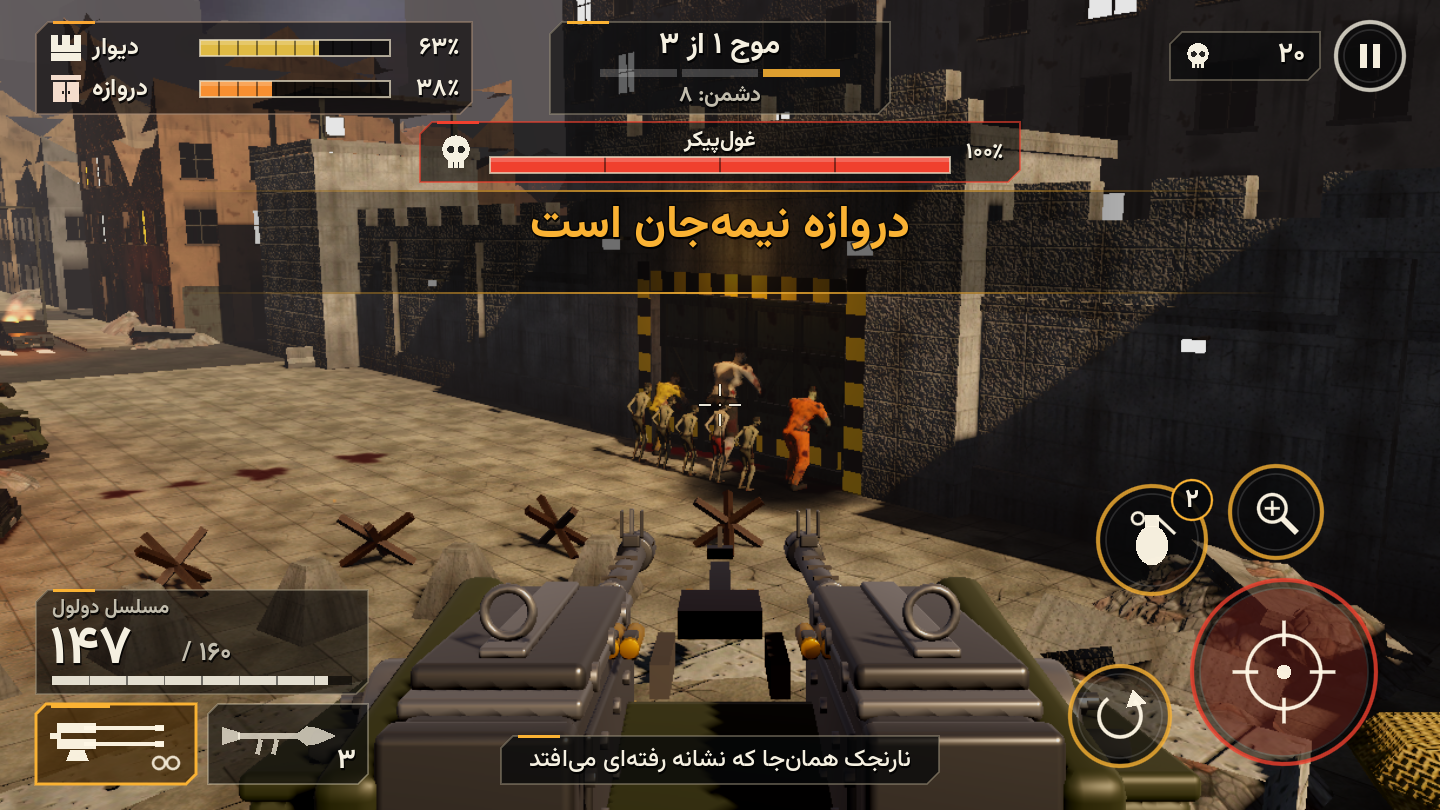 دیوار ۶۳٪
دروازه ۳۸٪
موج ۱ از ۳
دشمن: ۸
۲۰
غول‌پیکر
۱۰۰٪
دروازه نیمه‌جان است
۲
مسلسل دولول
۱۴۷ / ۱۶۰
∞
۳
نارنجک همان‌جا که نشانه رفته‌ای می‌افتد